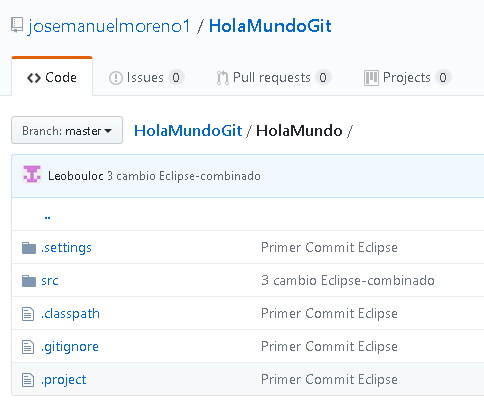 josemanuelmoreno1 / HolaMundoGit
Code Issues 0 Pull requests 0 Projects 0
Branch: master HolaMundoGit / HolaMundo /
Leobouloc 3 cambio Eclipse-combinado
..
.settings Primer Commit Eclipse
src 3 cambio Eclipse-combinado
.classpath Primer Commit Eclipse
.gitignore Primer Commit Eclipse
.project Primer Commit Eclipse